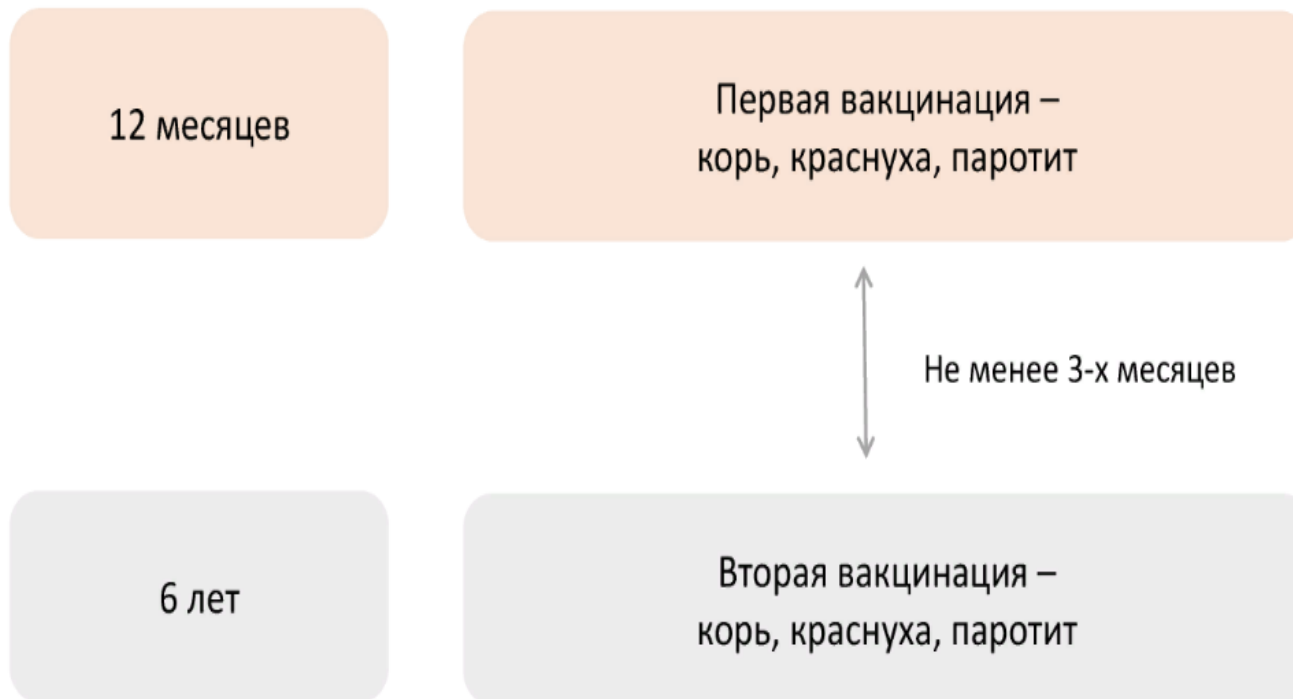 12 месяцев
Первая вакцинация –
корь, краснуха, паротит
Не менее 3-х месяцев
6 лет
Вторая вакцинация –
корь, краснуха, паротит